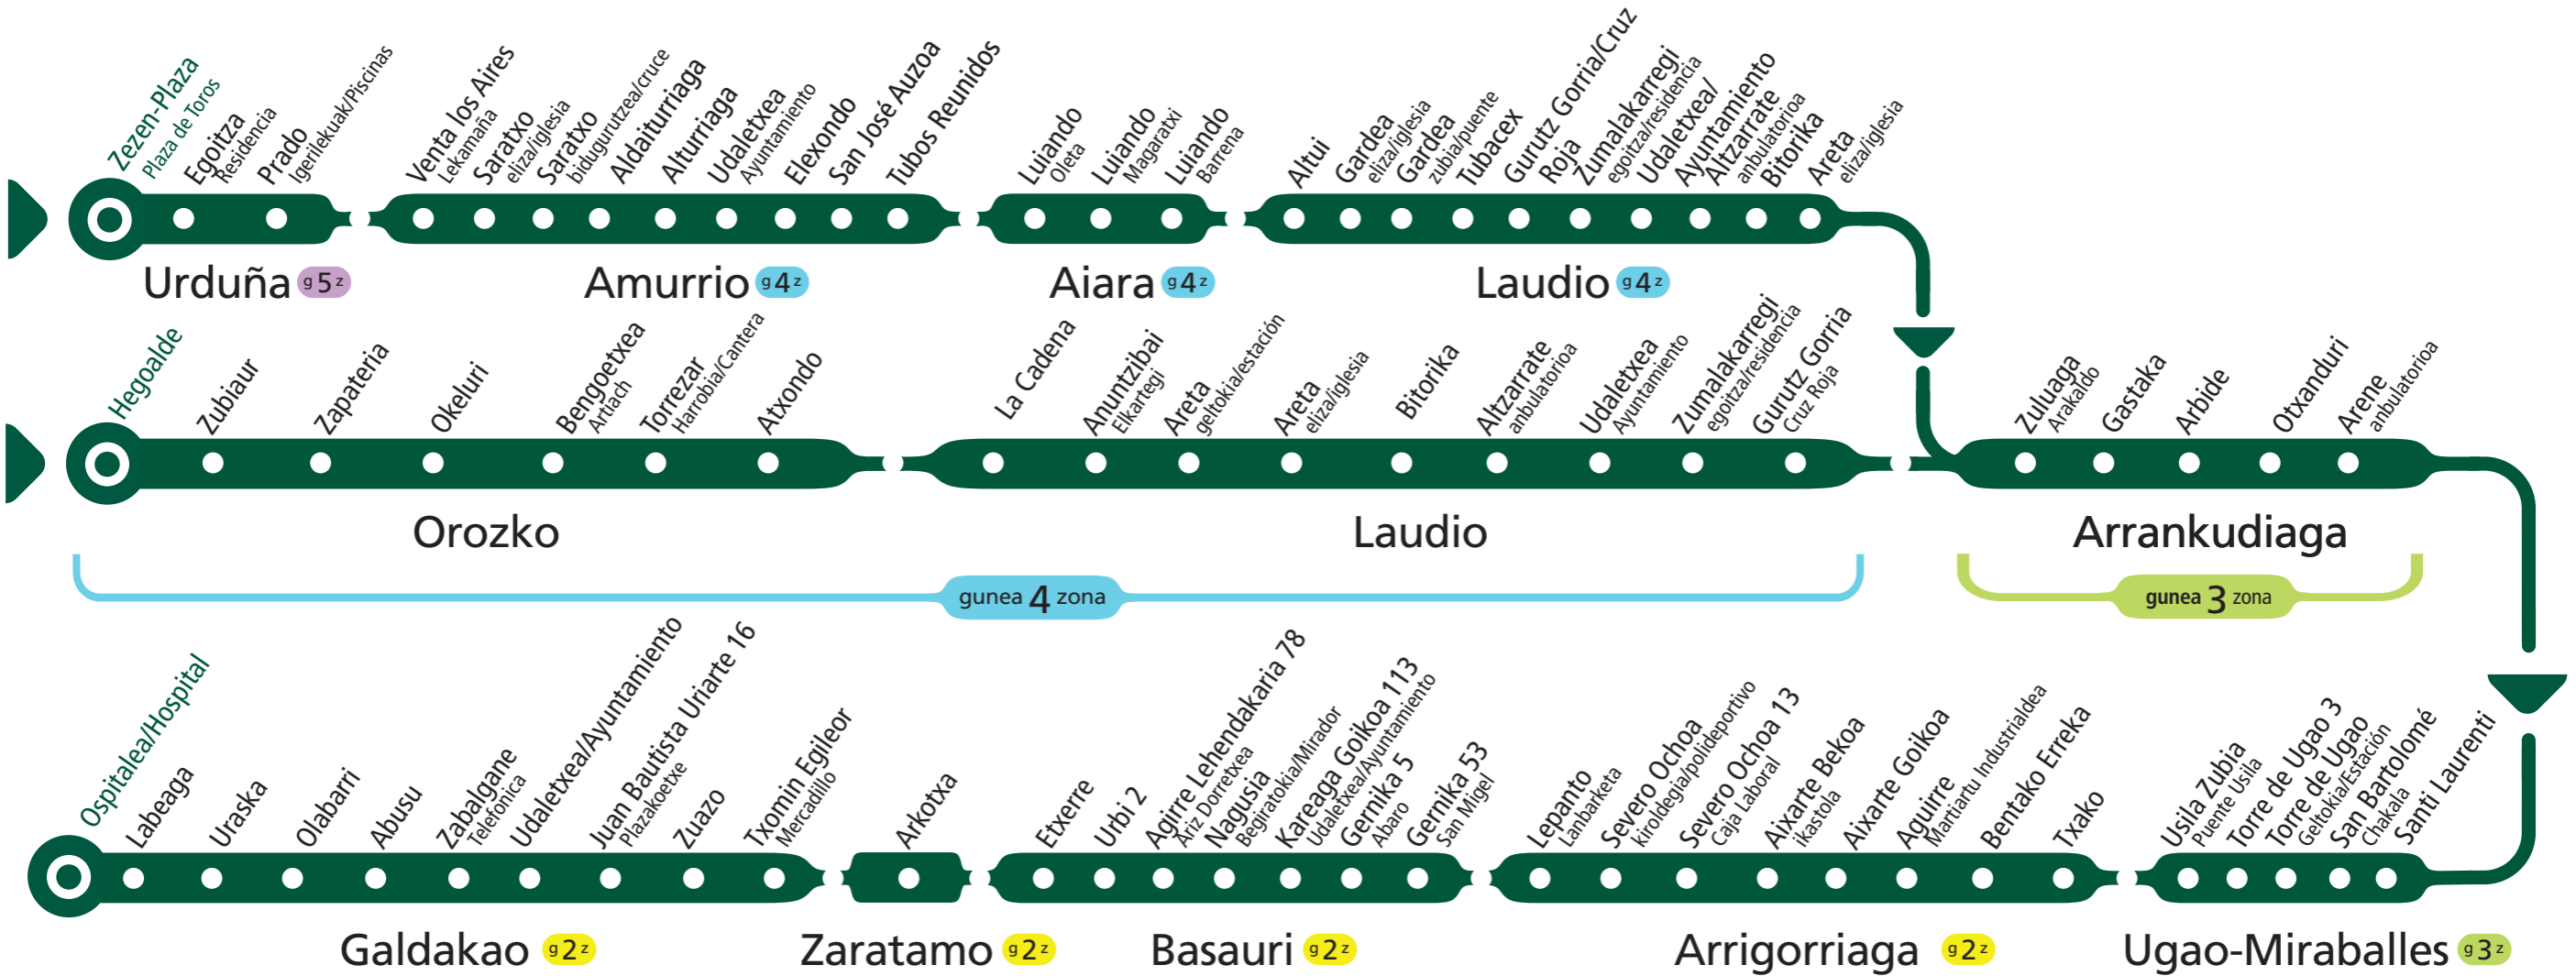 Zezen-Plaza
Plaza de Toros
Egoitza
Residencia
Prado
Igerilekuak/Piscinas
Venta los Aires
Lekamaña
Saratxo
eliza/iglesia
Saratxo
bidugurutzea/cruce
Aldaiturriaga
Alturriaga
Udaletxea
Ayuntamiento
Elexondo
San José Auzoa
Tubos Reunidos
Luiando
Oleta
Luiando
Magaratxi
Luiando
Barrena
Altui
Gardea
eliza/iglesia
Gardea
zubia/puente
Tubacex
Gurutz Gorria/Cruz
Roja
Zumalakarregi
egoitza/residencia
Udaletxea/
Ayuntamiento
Altzarrate
anbulatorioa
Bitorika
Areta
eliza/iglesia
Urduña g5z
Amurrio g4z
Aiara g4z
Laudio g4z
Hegoalde
Zubiaur
Zapateria
Okeluri
Bengoetxea
Artiach
Torrezar
Harrobia/Cantera
Atxondo
La Cadena
Anuntzibai
Elkartegi
Areta
geltokia/estación
Areta
eliza/iglesia
Bitorika
Altzarrate
anbulatorioa
Udaletxea
Ayuntamiento
Zumalakarregi
egoitza/residencia
Gurutz Gorria
Cruz Roja
Zuluaga
Arakaldo
Gastaka
Arbide
Otxanduri
Arene
anbulatorioa
Orozko
Laudio
Arrankudiaga
gunea 4 zona
gunea 3 zona
Ospitalea/Hospital
Labeaga
Uraska
Olabarri
Abusu
Zabalgane
Telefonica
Udaletxea/Ayuntamiento
Juan Bautista Uriarte 16
Plazakoetxe
Zuazo
Txomin Egileor
Mercadillo
Arkotxa
Etxerre
Urbi 2
Agirre Lehendakaria 78
Ariz Dorretxea
Nagusia
Begiratokia/Mirador
Kareaga Goikoa 113
Udaletxea/Ayuntamiento
Gernika 5
Abaro
Gernika 53
San Migel
Lepanto
Lanbarketa
Severo Ochoa
kiroldegia/polideportivo
Severo Ochoa 13
Caja Laboral
Aixarte Bekoa
ikastola
Aixarte Goikoa
Aguirre
Martiartu Industrialdea
Bentako Erreka
Txako
Usila Zubia
Puente Usila
Torre de Ugao 3
Torre de Ugao
Geltokia/Estación
San Bartolomé
Chakala
Santi Laurenti
Galdakao g2z
Zaratamo g2z
Basauri g2z
Arrigorriaga g2z
Ugao-Miraballes g3z